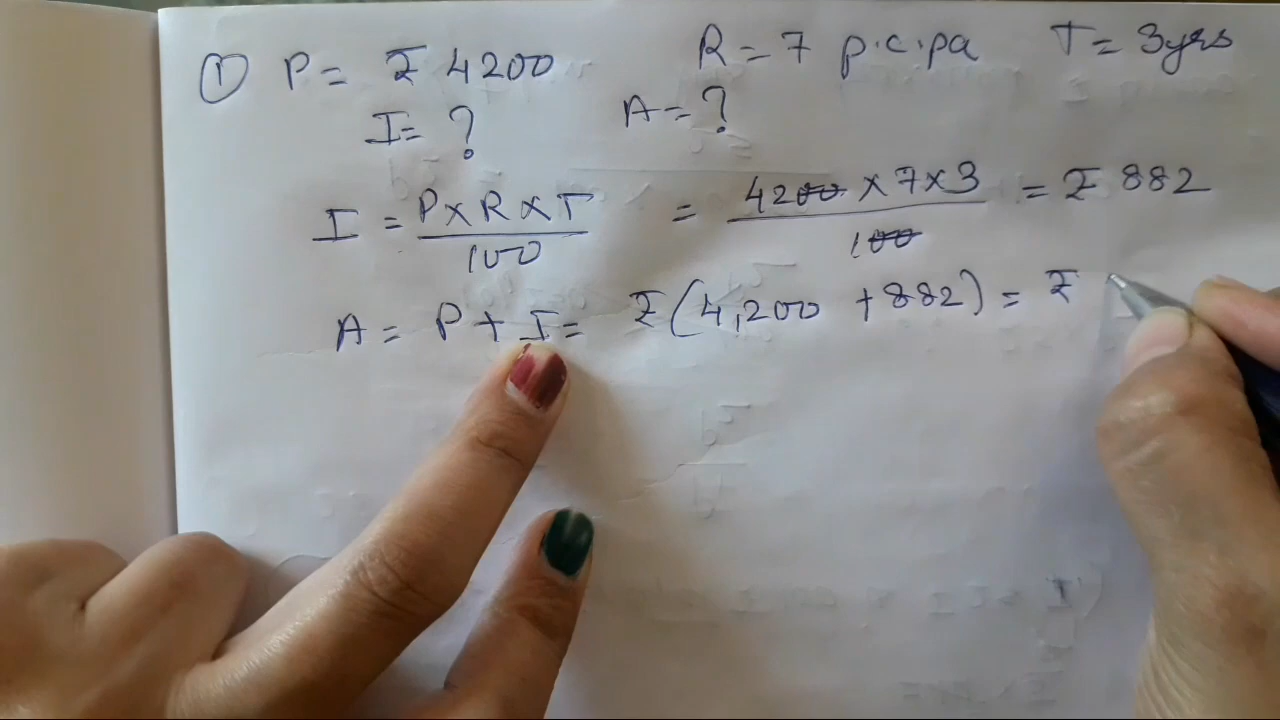 ① P = ₹ 4200 R = 7 p.c.pa T = 3yrs
I = ? A = ?
I = P×R×T/100 = 4200 × 7×3/100 = ₹ 882
A = P + I = ₹(4,200 + 882) = ₹